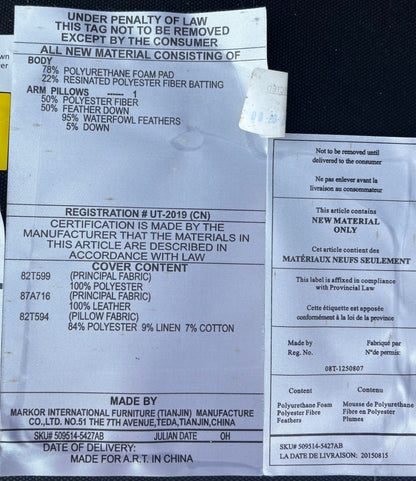 UNDER PENALTY OF LAW
THIS TAG NOT TO BE REMOVED
EXCEPT BY THE CONSUMER
ALL NEW MATERIAL CONSISTING OF
BODY
78% POLYURETHANE FOAM PAD
22% RESINATED POLYESTER FIBER BATTING
ARM PILLOWS ------ 1
50% POLYESTER FIBER
50% FEATHER DOWN
95% WATERFOWL FEATHERS
5% DOWN
REGISTRATION # UT-2019 (CN)
CERTIFICATION IS MADE BY THE
MANUFACTURER THAT THE MATERIALS IN
THIS ARTICLE ARE DESCRIBED IN
ACCORDANCE WITH LAW
COVER CONTENT
82T599 (PRINCIPAL FABRIC)
100% POLYESTER
87A716 (PRINCIPAL FABRIC)
100% LEATHER
82T594 (PILLOW FABRIC)
84% POLYESTER 9% LINEN 7% COTTON
MADE BY
MARKOR INTERNATIONAL FURNITURE (TIANJIN) MANUFACTURE
CO.,LTD. NO.51 THE 7TH AVENUE,TEDA,TIANJIN,CHINA
SKU# 509514-5427AB JULIAN DATE OH
DATE OF DELIVERY:
MADE FOR A.R.T. IN CHINA
Not to be removed until
delivered to the consumer
Ne pas enlever avant la
livraison au consommateur
This article contains
NEW MATERIAL
ONLY
Cet article contient des
MATÉRIAUX NEUFS SEULEMENT
This label is affixed in compliance
with Provincial Law
Cette étiquette est apposée
conformément à la loi de la province
Made by Fabriqué par
Reg. No. N°de permis:
08T-1250807
Content Contenu
Polyurethane Foam Mousse de Polyurethane
Polyester Fibre Fibre en Polyester
Feathers Plumes
SKU# 509514-5427AB
LA DATE DE LIVRAISON: 20150815